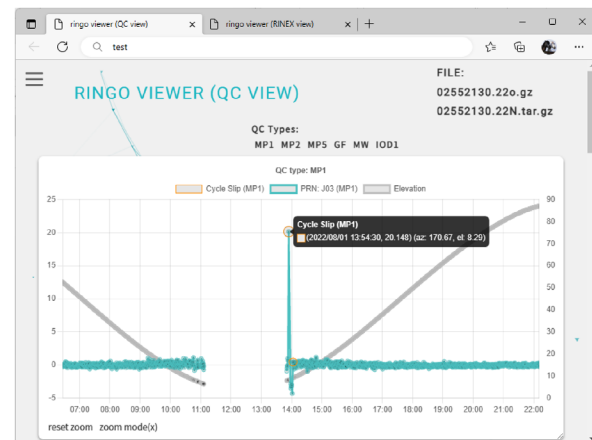 ringo viewer (QC view)
ringo viewer (RINEX view)
test
RINGO VIEWER (QC VIEW)
FILE:
02552130.22o.gz
02552130.22N.tar.gz
QC Types:
MP1 MP2 MP5 GF MW IOD1
QC type: MP1
Cycle Slip (MP1) PRN: J03 (MP1) Elevation
25
20
15
10
5
0
-5
90
80
70
60
50
40
30
20
10
0
Cycle Slip (MP1)
(2022/08/01 13:54:30, 20.148) (az: 170.67, el: 8.29)
07:00 08:00 09:00 10:00 11:00 12:00 13:00 14:00 15:00 16:00 17:00 18:00 19:00 20:00 21:00 22:00
reset zoom zoom mode(x)